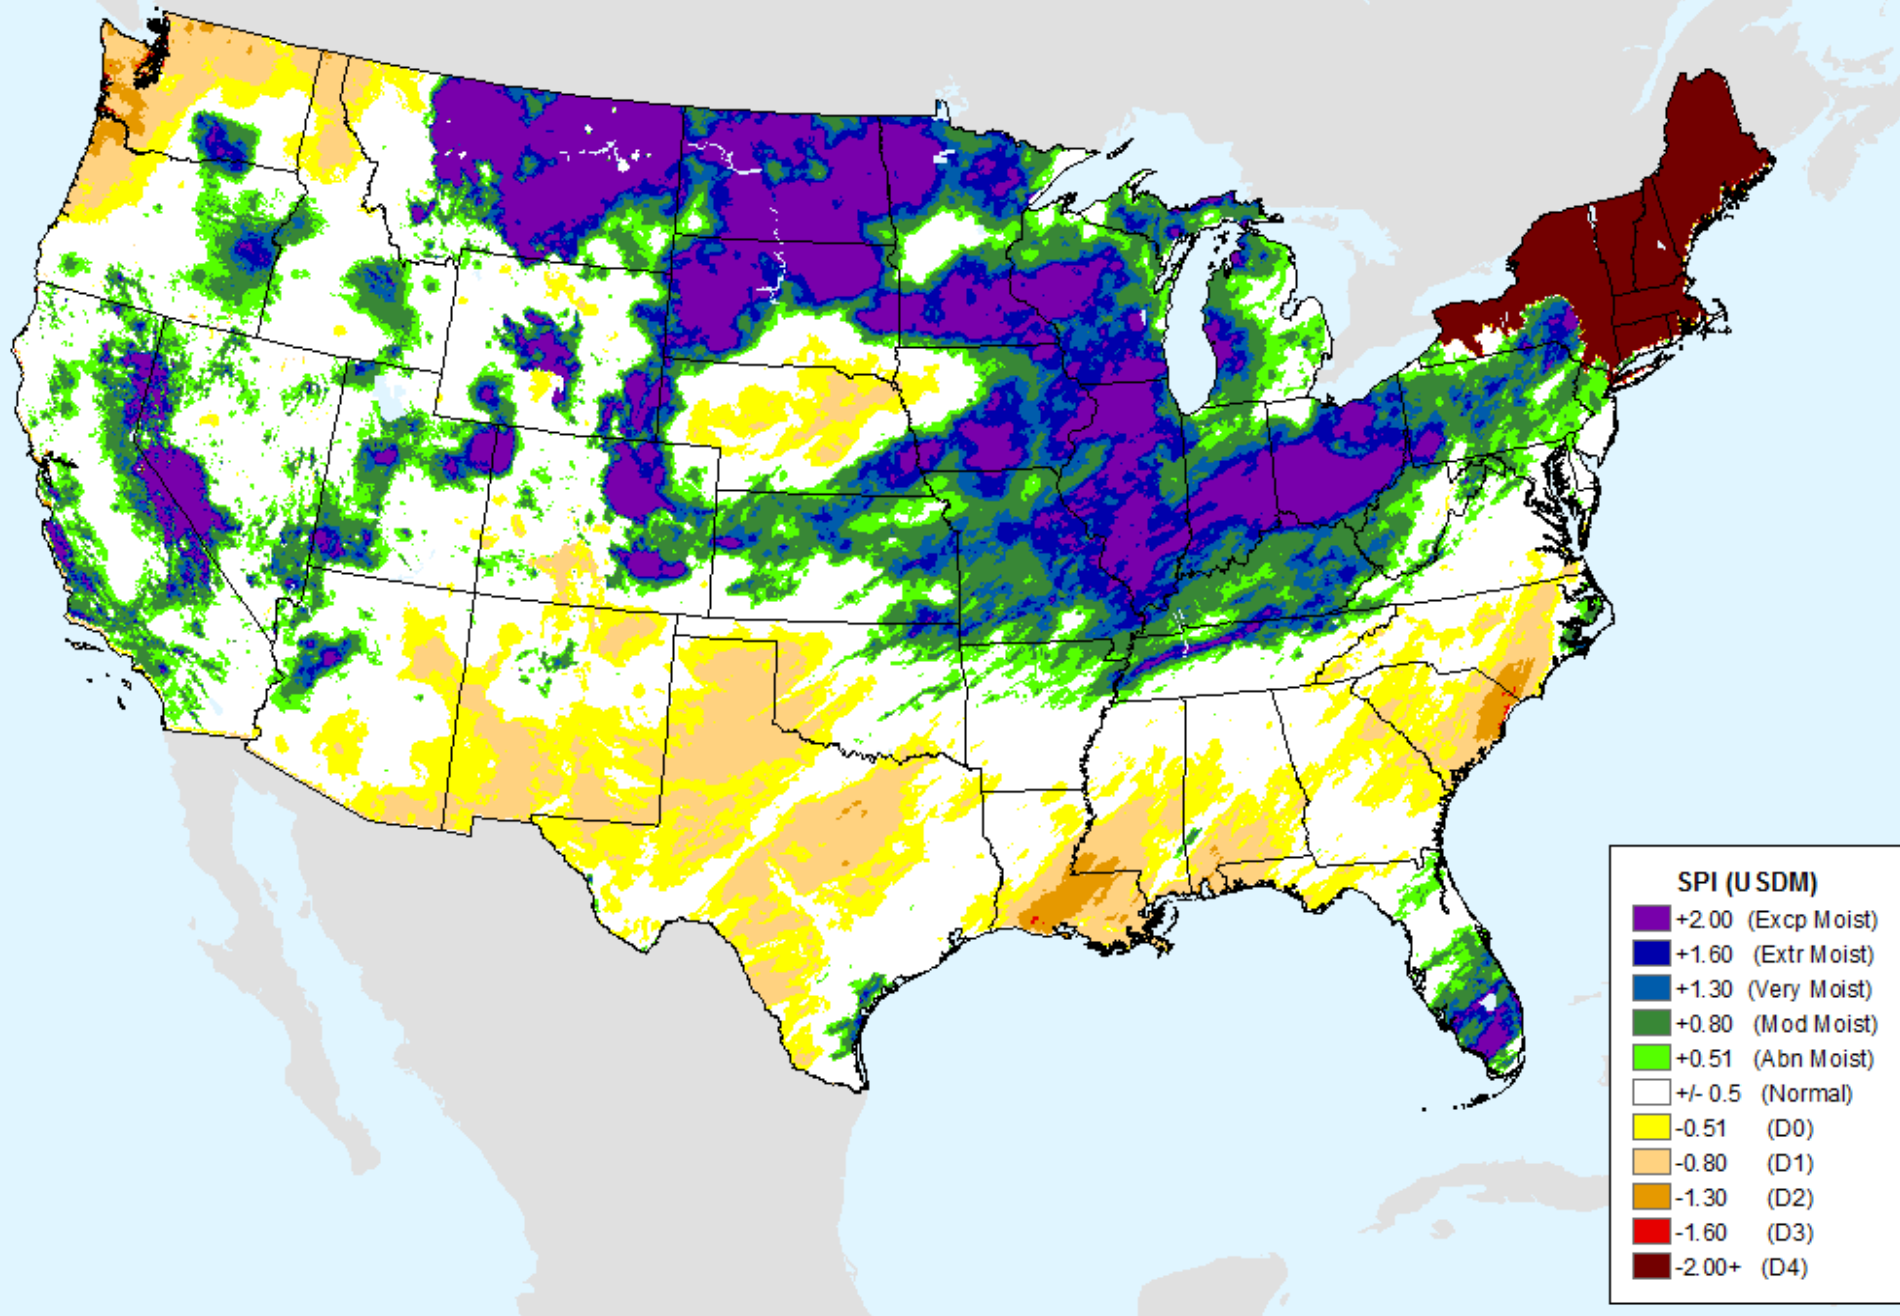 SPI (USDM)
+2.00 (Excp Moist)
+1.60 (Extr Moist)
+1.30 (Very Moist)
+0.80 (Mod Moist)
+0.51 (Abn Moist)
+/- 0.5 (Normal)
-0.51 (D0)
-0.80 (D1)
-1.30 (D2)
-1.60 (D3)
-2.00+ (D4)